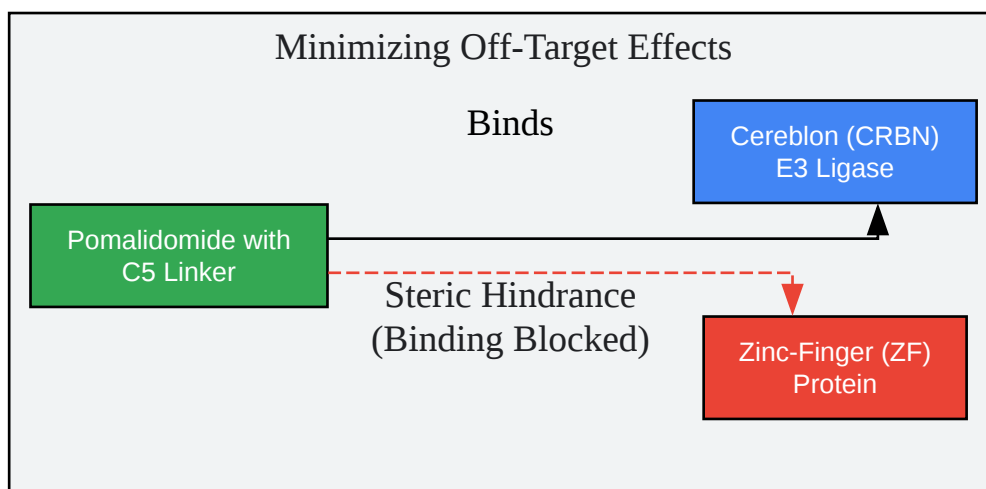 Minimizing Off-Target Effects
Binds
Cereblon (CRBN)
E3 Ligase
Pomalidomide with
C5 Linker
Steric Hindrance
(Binding Blocked)
Zinc-Finger (ZF)
Protein